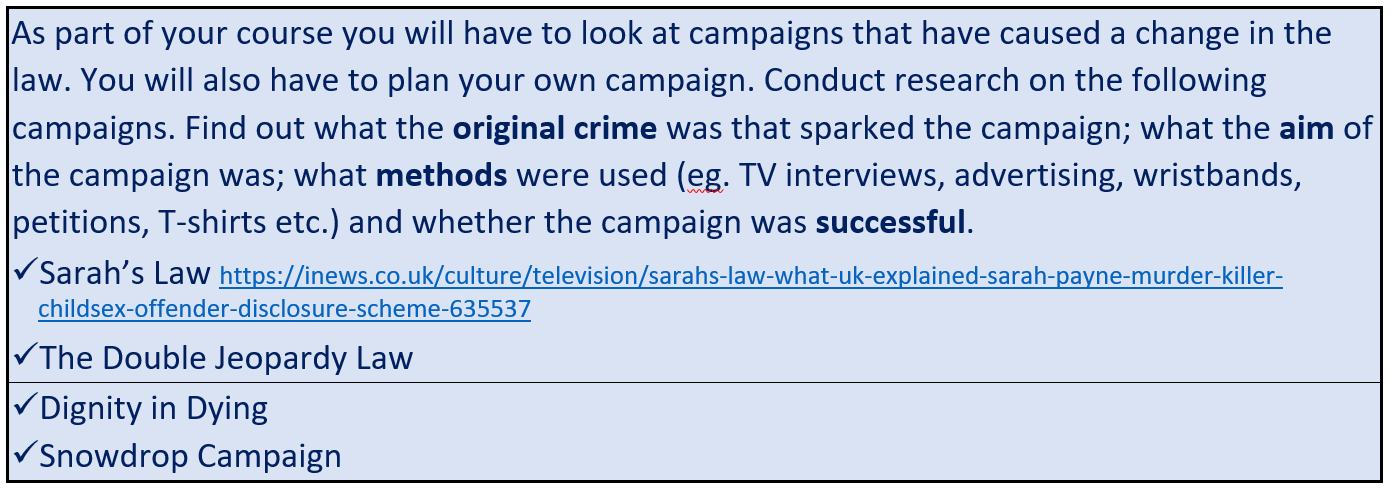 As part of your course you will have to look at campaigns that have caused a change in the
law. You will also have to plan your own campaign. Conduct research on the following
campaigns. Find out what the original crime was that sparked the campaign; what the aim of
the campaign was; what methods were used (eg. TV interviews, advertising, wristbands,
petitions, T-shirts etc.) and whether the campaign was successful.
✓Sarah’s Law https://inews.co.uk/culture/television/sarahs-law-what-uk-explained-sarah-payne-murder-killer-
childsex-offender-disclosure-scheme-635537
✓The Double Jeopardy Law
✓Dignity in Dying
✓Snowdrop Campaign